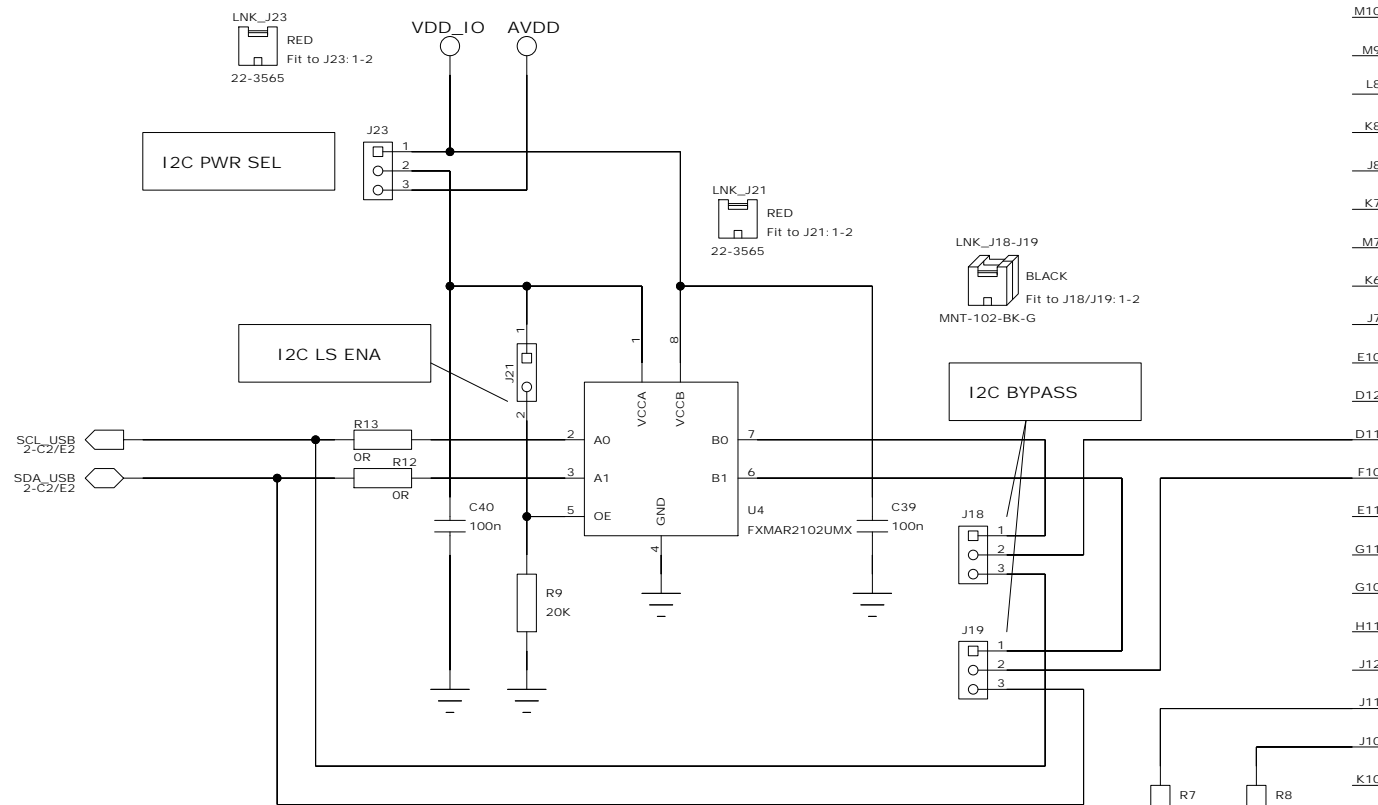 LNK_J23
RED
Fit to J23:1-2
22-3565
VDD_IO
AVDD
I2C PWR SEL
J23
1
2
3
LNK_J21
RED
Fit to J21:1-2
22-3565
LNK_J18-J19
BLACK
Fit to J18/J19:1-2
MNT-102-BK-G
I2C LS ENA
1
J21
2
1
8
VCCA
VCCB
I2C BYPASS
SCL_USB
2-C2/E2
SDA_USB
2-C2/E2
R13
0R
R12
0R
2
A0
3
A1
5
OE
GND
4
B0
7
B1
6
U4
FXMAR2102UMX
C40
100n
C39
100n
R9
20K
J18
1
2
3
J19
1
2
3
M10
M9
L8
K8
J8
K7
M7
K6
J7
E10
D12
D11
F10
E11
G11
G10
H11
J12
J11
J10
K10
R7
R8